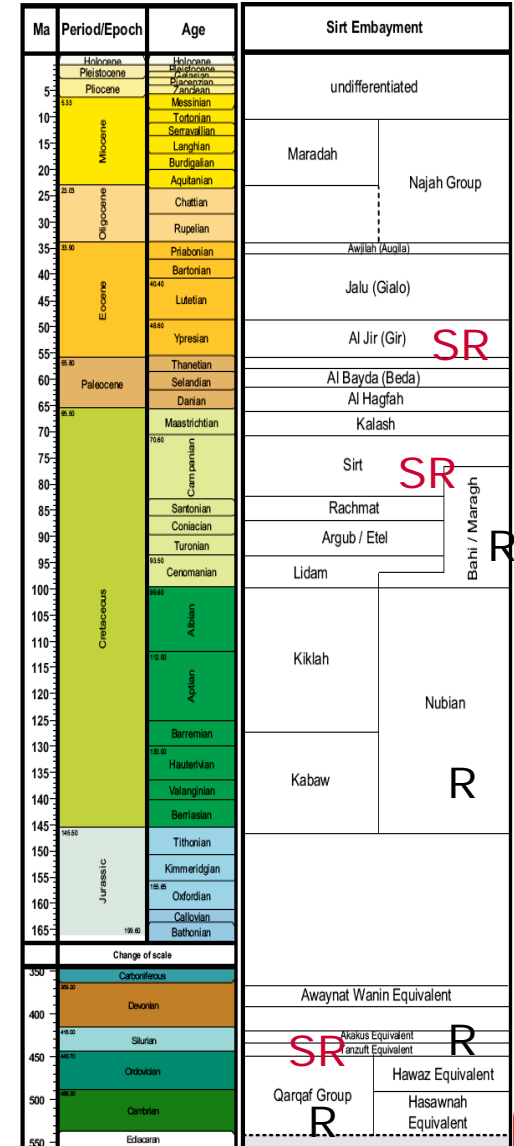 Ma Period/Epoch Age Sirt Embayment
Holocene Holocene
Pleistocene Pleistocene
Gelasian
Piacenzian
Pliocene Zanclean
undifferentiated
5
5.33 Messinian
10 Tortonian
Serravallian
Miocene
15 Langhian
Maradah
Burdigalian
20 Aquitanian
Najah Group
23.03
25 Chattian
Oligocene
30 Rupelian
33.90
35 Priabonian Awjilah (Augila)
40 Bartonian
40.40
Eocene
45 Lutetian Jalu (Gialo)
48.60
50 Ypresian Al Jir (Gir) SR
55
55.80 Thanetian
60 Paleocene Selandian Al Bayda (Beda)
Danian Al Hagfah
65
65.50 Maastrichtian Kalash
70
70.60
75 Campanian Sirt SR
80
85 Santonian Rachmat
Bahi / Maragh
Coniacian
90 Argub / Etel R
Turonian
93.50
95 Cenomanian Lidam
100
99.60
105 Albian
Cretaceous
110
112.00
115 Kiklah
120 Aptian
Nubian
125
Barremian
130
130.00
135 Hauterivian
Kabaw R
Valanginian
140
Berriasian
145
145.50 Tithonian
150
155 Kimmeridgian
155.65
Jurassic
160 Oxfordian
Callovian
165 199.60 Bathonian
Change of scale
350 Carboniferous
Awaynat Wanin Equivalent
Devonian
400
416.00
Silurian Akakus Equivalent R
SR Tanzuft Equivalent
450
443.70
Ordovician Hawaz Equivalent
500 Cambrian Qarqaf Group Hasawnah
R Equivalent
550 Ediacaran